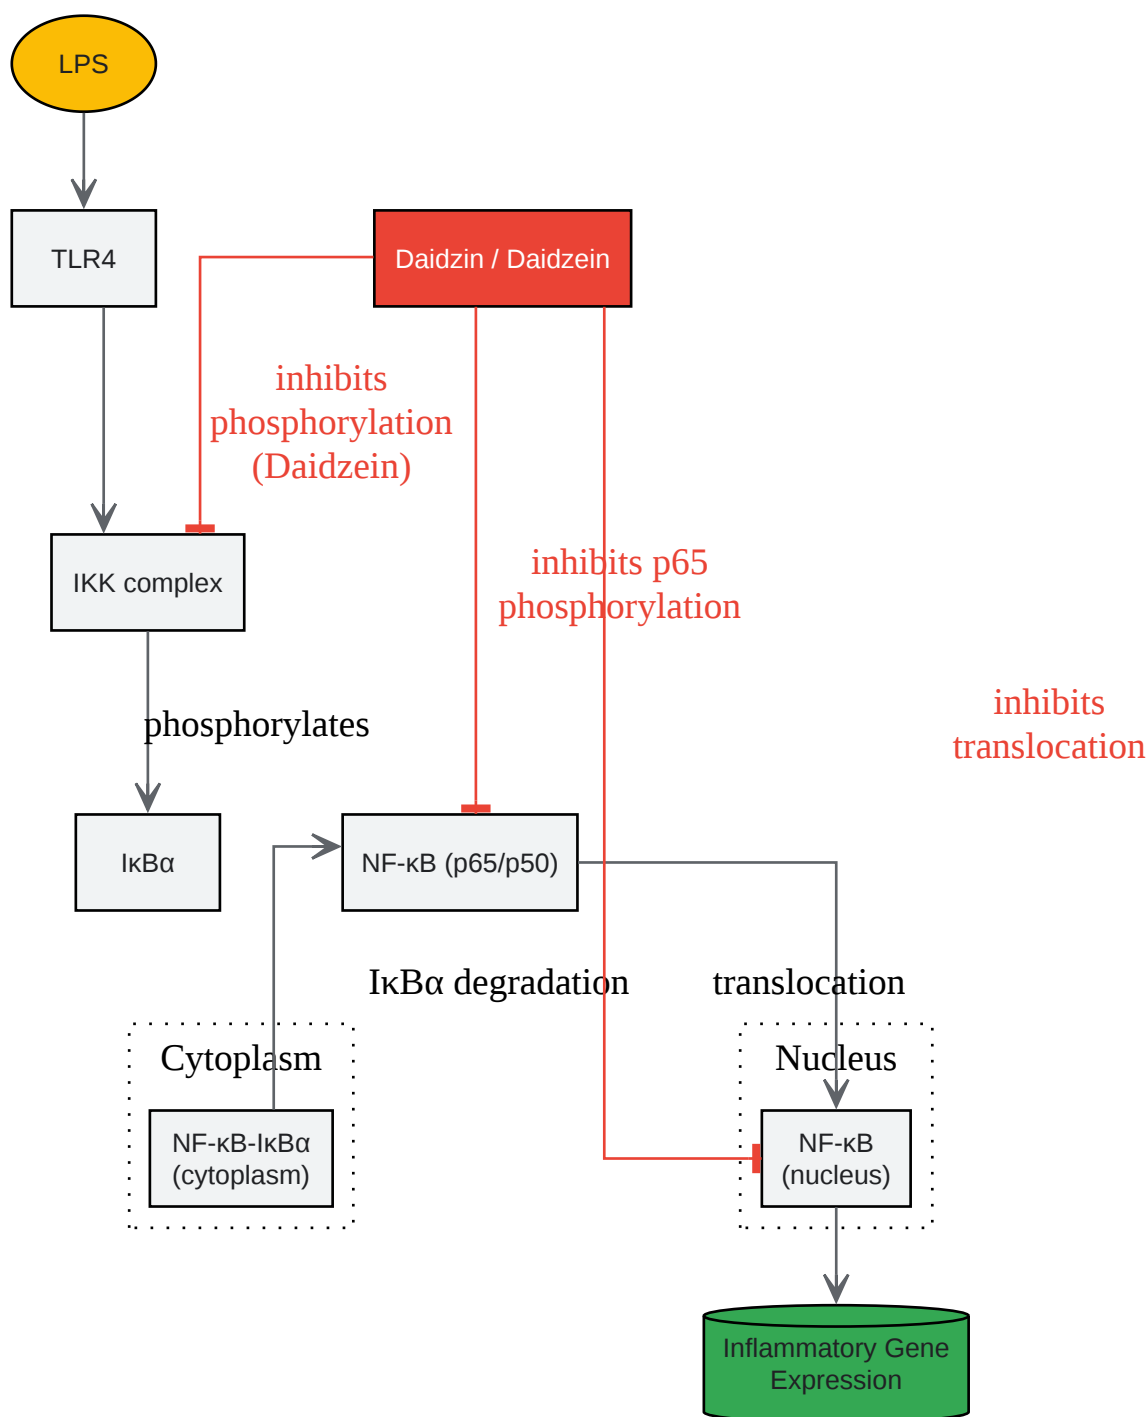 LPS
TLR4
Daidzin / Daidzein
inhibits
phosphorylation
(Daidzein)
inhibits p65
phosphorylation
IKK complex
inhibits
translocation
phosphorylates
IκBα
NF-κB (p65/p50)
IκBα degradation
translocation
Cytoplasm
Nucleus
NF-κB-IκBα
(cytoplasm)
NF-κB
(nucleus)
Inflammatory Gene
Expression